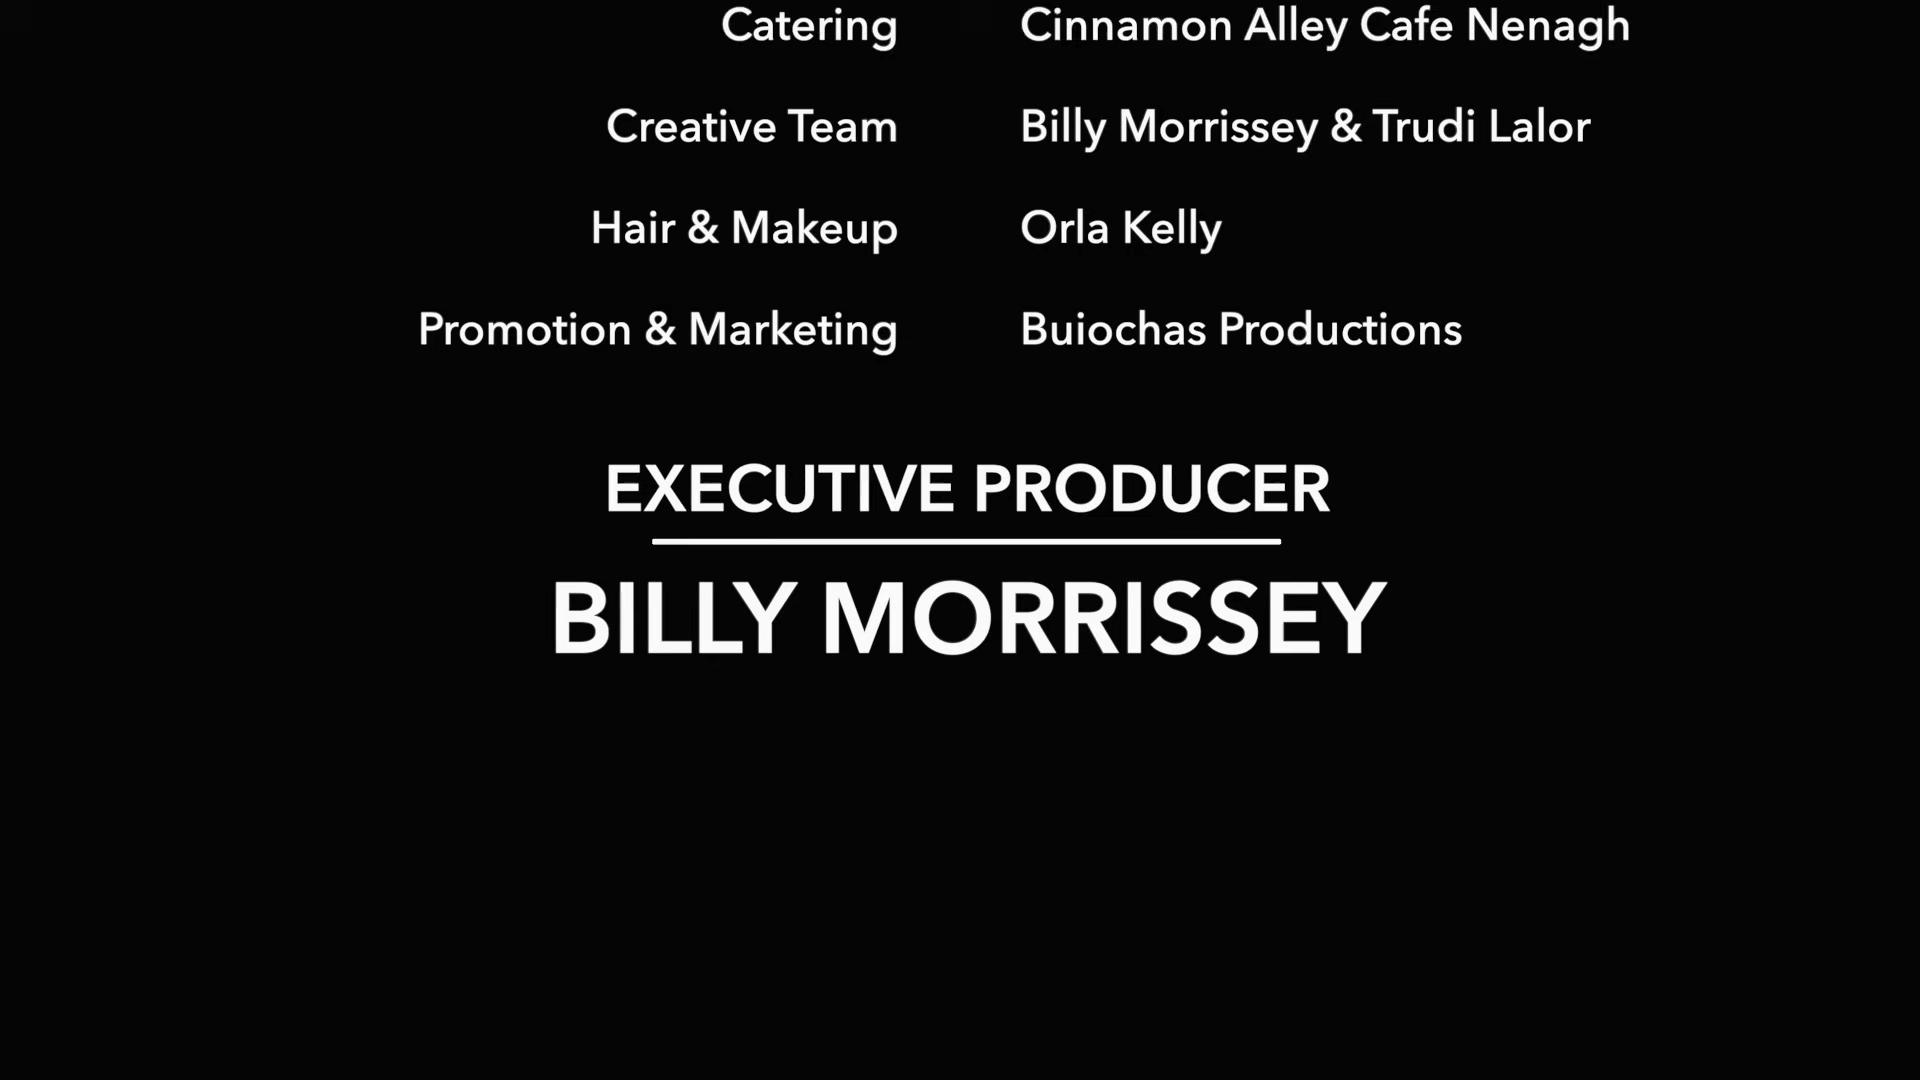 Catering Cinnamon Alley Cafe Nenagh
Creative Team Billy Morrissey & Trudi Lalor
Hair & Makeup Orla Kelly
Promotion & Marketing Buiochas Productions
EXECUTIVE PRODUCER
BILLY MORRISSEY